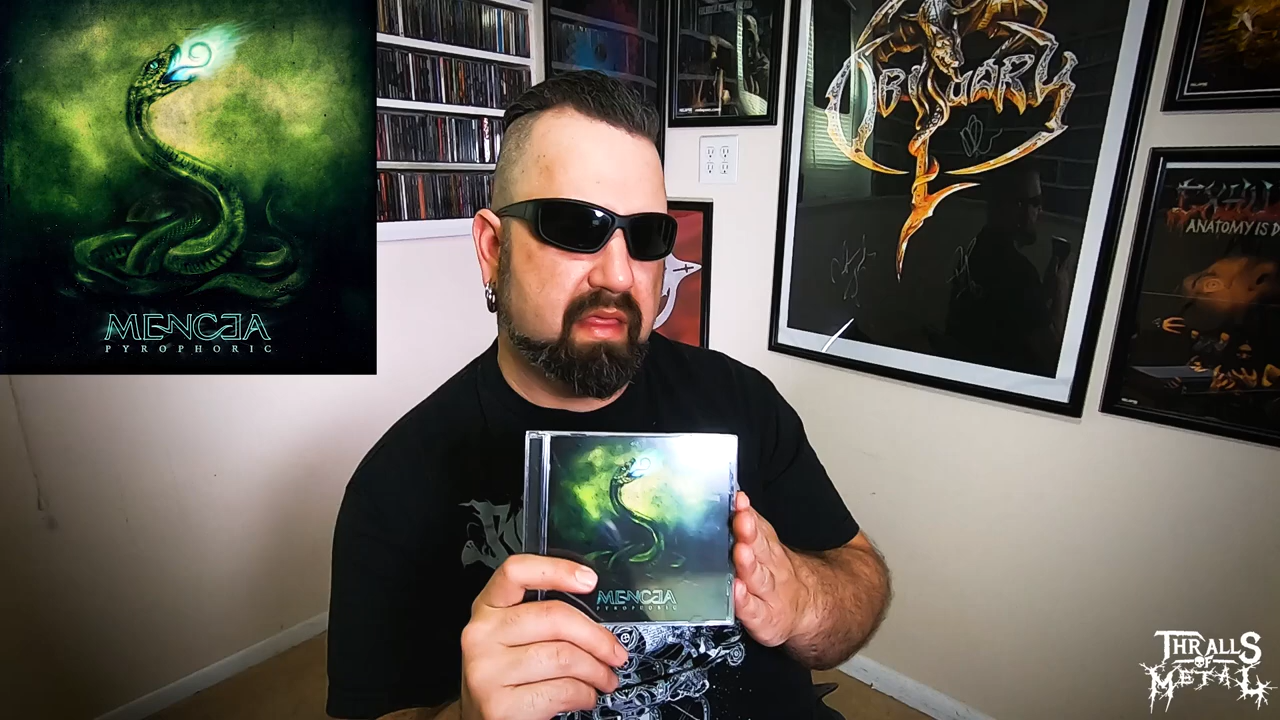 MENCEA
PYROPHORIC
OBITUARY
ANATOMY IS
MENCEA
PYROPHORIC
THRALLS
OF
METAL